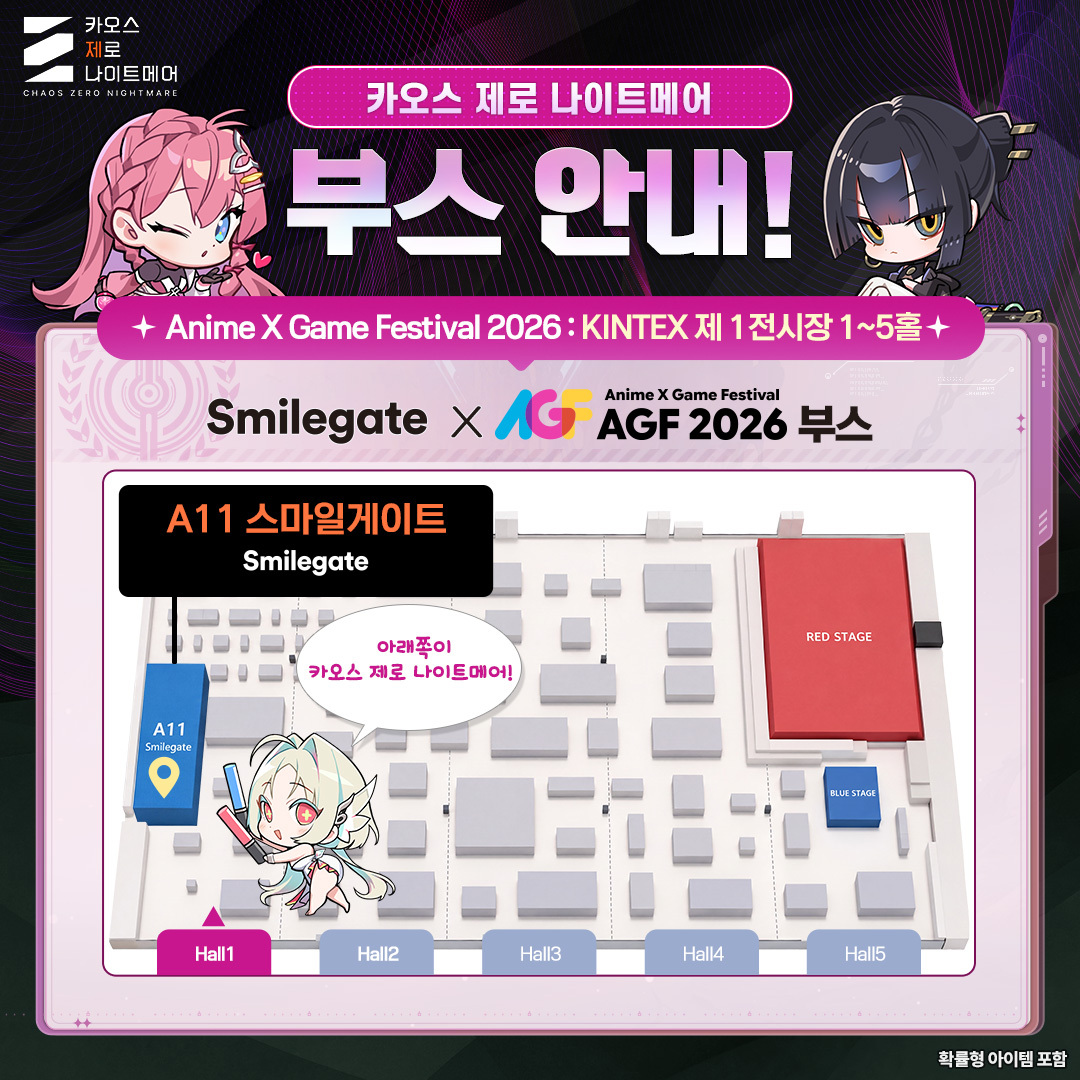 카오스
제로
나이트메어
CHAOS ZERO NIGHTMARE
카오스 제로 나이트메어
부스 안내!
Anime X Game Festival 2026 : KINTEX 제 1전시장 1~5홀
Smilegate X AGF Anime X Game Festival
AGF 2026 부스
A11 스마일게이트
Smilegate
아래쪽이
카오스 제로 나이트메어!
RED STAGE
A11
Smilegate
BLUE STAGE
Hall1
Hall2
Hall3
Hall4
Hall5
확률형 아이템 포함